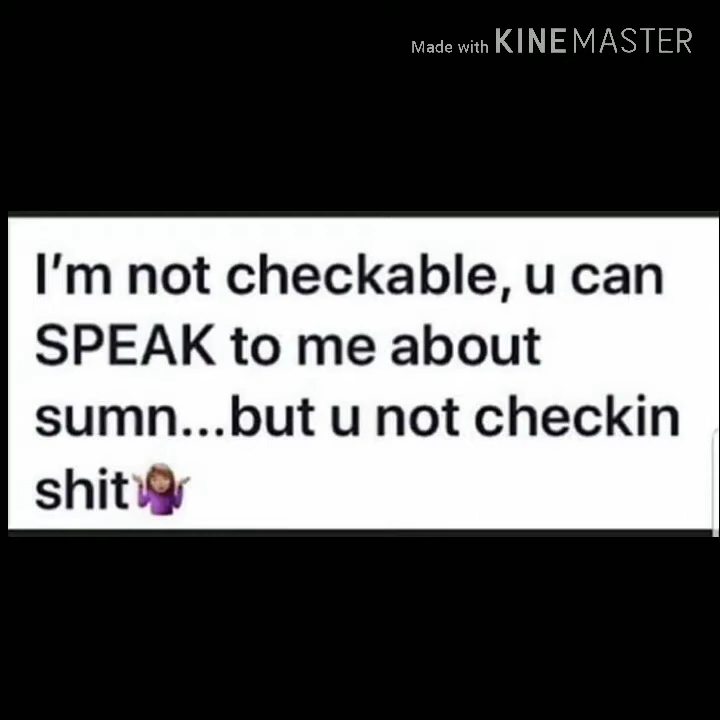 Made with KINEMASTER
I'm not checkable, u can
SPEAK to me about
sumn...but u not checkin
shit🤷🏽‍♀️